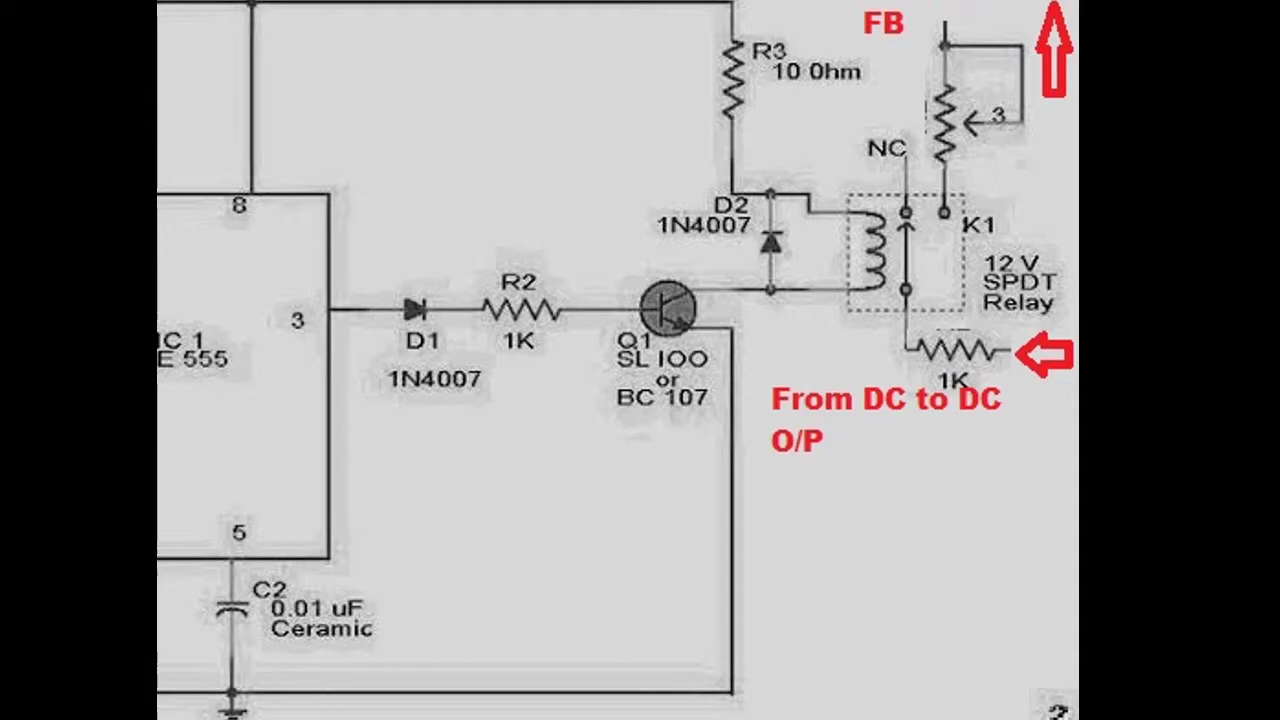 FB
R3
10 Ohm
3
NC
8
D2
1N4007
K1
12 V
SPDT
Relay
R2
3
1K
D1
1N4007
Q1
SL 100
or
BC 107
IC 1
E 555
1K
From DC to DC
O/P
5
C2
0.01 uF
Ceramic